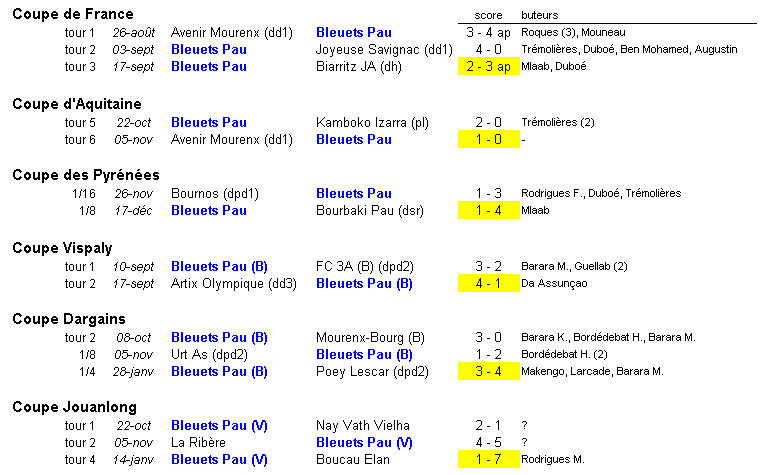 Coupe de France score buteurs
tour 1 26-août Avenir Mourenx (dd1) Bleuets Pau 3 - 4 ap Roques (3), Mouneau
tour 2 03-sept Bleuets Pau Joyeuse Savignac (dd1) 4 - 0 Trémolières, Duboé, Ben Mohamed, Augustin
tour 3 17-sept Bleuets Pau Biarritz JA (dh) 2 - 3 ap Mlaab, Duboé
Coupe d'Aquitaine
tour 5 22-oct Bleuets Pau Kamboko Izarra (pl) 2 - 0 Trémolières (2)
tour 6 05-nov Avenir Mourenx (dd1) Bleuets Pau 1 - 0 -
Coupe des Pyrénées
1/16 26-nov Bournos (dpd1) Bleuets Pau 1 - 3 Rodrigues F., Duboé, Trémolières
1/8 17-déc Bleuets Pau Bourbaki Pau (dsr) 1 - 4 Mlaab
Coupe Vispaly
tour 1 10-sept Bleuets Pau (B) FC 3A (B) (dpd2) 3 - 2 Barara M., Guellab (2)
tour 2 17-sept Artix Olympique (dd3) Bleuets Pau (B) 4 - 1 Da Assunçao
Coupe Dargains
tour 2 08-oct Bleuets Pau (B) Mourenx-Bourg (B) 3 - 0 Barara K., Bordédebat H., Barara M.
1/8 05-nov Urt As (dpd2) Bleuets Pau (B) 1 - 2 Bordédebat H. (2)
1/4 28-janv Bleuets Pau (B) Poey Lescar (dpd2) 3 - 4 Makengo, Larcade, Barara M.
Coupe Jouanlong
tour 1 22-oct Bleuets Pau (V) Nay Vath Vielha 2 - 1 ?
tour 2 05-nov La Ribère Bleuets Pau (V) 4 - 5 ?
tour 4 14-janv Bleuets Pau (V) Boucau Elan 1 - 7 Rodrigues M.